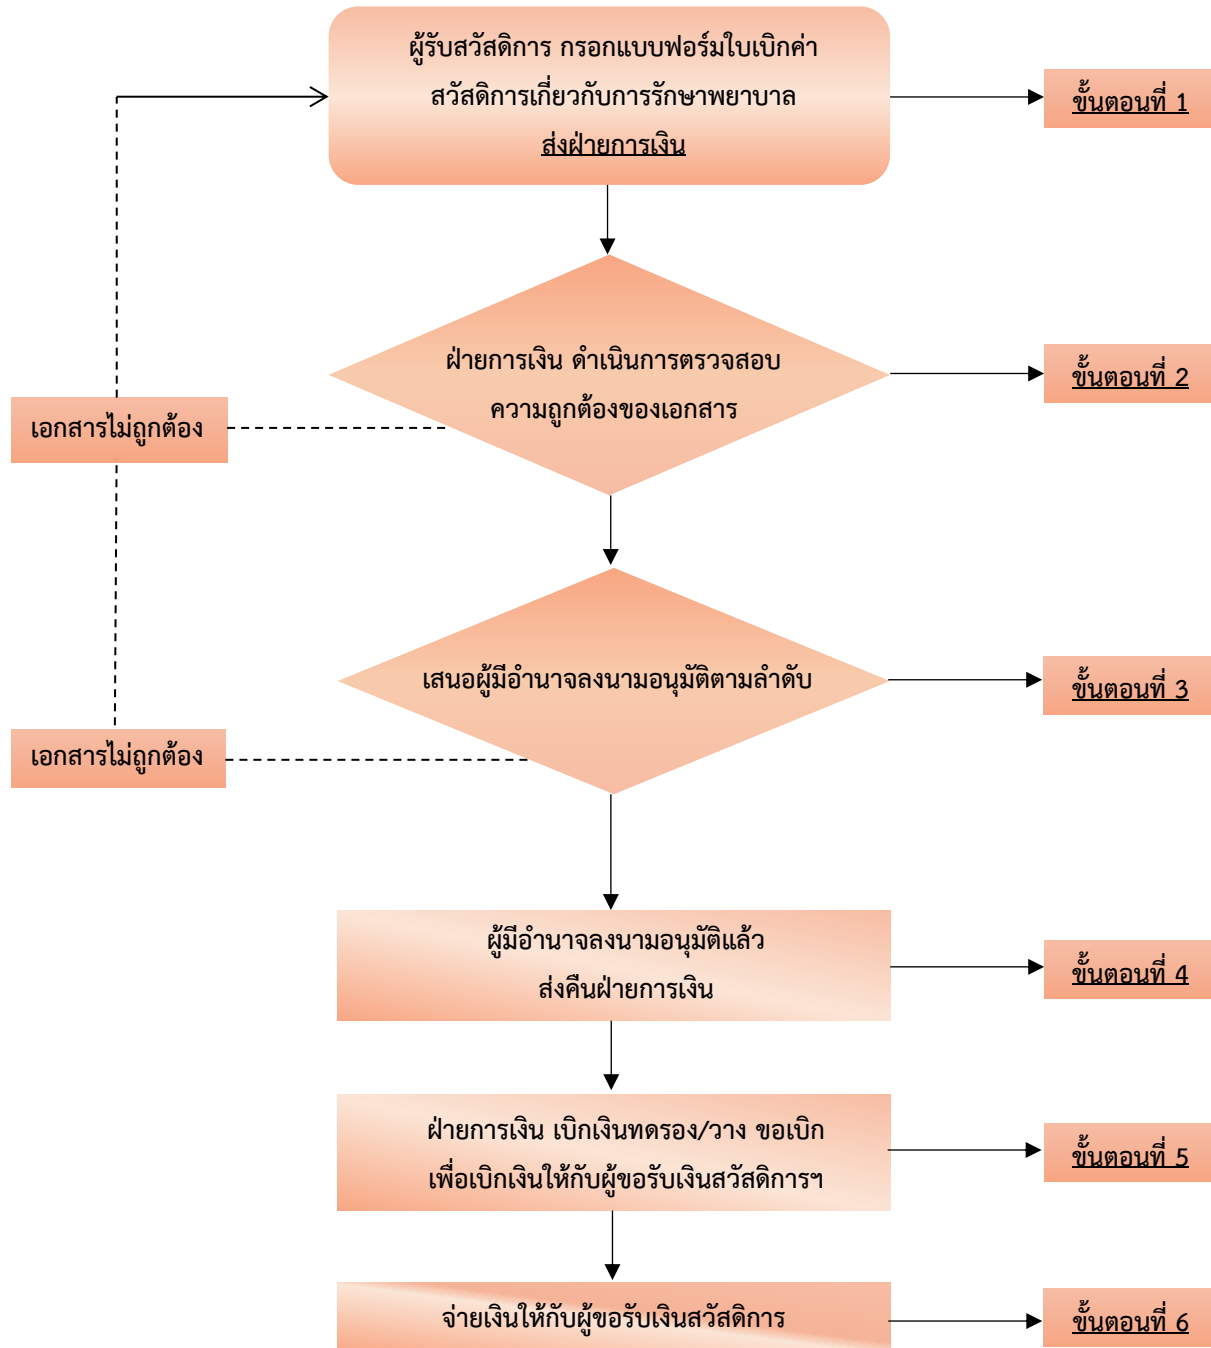 ผู้รับสวัสดิการ กรอกแบบฟอร์มใบเบิกค่า
สวัสดิการเกี่ยวกับการรักษาพยาบาล
ส่งฝ่ายการเงิน
ขั้นตอนที่ 1
ฝ่ายการเงิน ดำเนินการตรวจสอบ
ความถูกต้องของเอกสาร
ขั้นตอนที่ 2
เอกสารไม่ถูกต้อง
เสนอผู้มีอำนาจลงนามอนุมัติตามลำดับ
ขั้นตอนที่ 3
เอกสารไม่ถูกต้อง
ผู้มีอำนาจลงนามอนุมัติแล้ว
ส่งคืนฝ่ายการเงิน
ขั้นตอนที่ 4
ฝ่ายการเงิน เบิกเงินทดรอง/วาง ขอเบิก
เพื่อเบิกเงินให้กับผู้ขอรับเงินสวัสดิการฯ
ขั้นตอนที่ 5
จ่ายเงินให้กับผู้ขอรับเงินสวัสดิการ
ขั้นตอนที่ 6